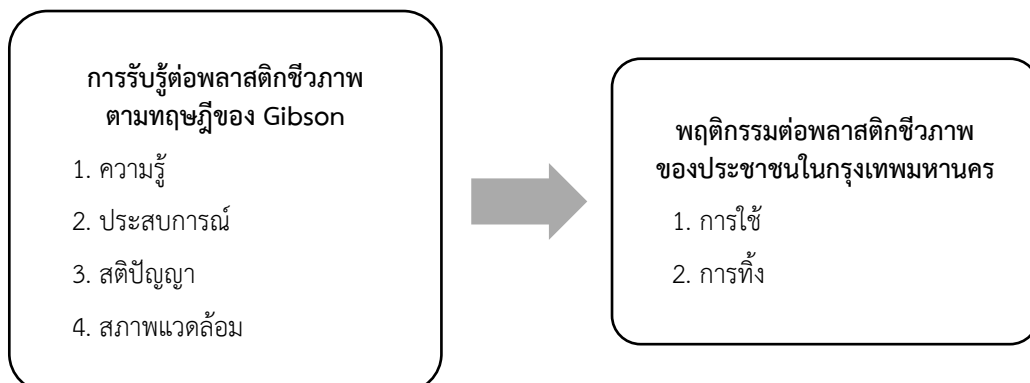 การรับรู้ต่อพลาสติกชีวภาพ
ตามทฤษฎีของ Gibson
1. ความรู้
2. ประสบการณ์
3. สติปัญญา
4. สภาพแวดล้อม
พฤติกรรมต่อพลาสติกชีวภาพ
ของประชาชนในกรุงเทพมหานคร
1. การใช้
2. การทิ้ง